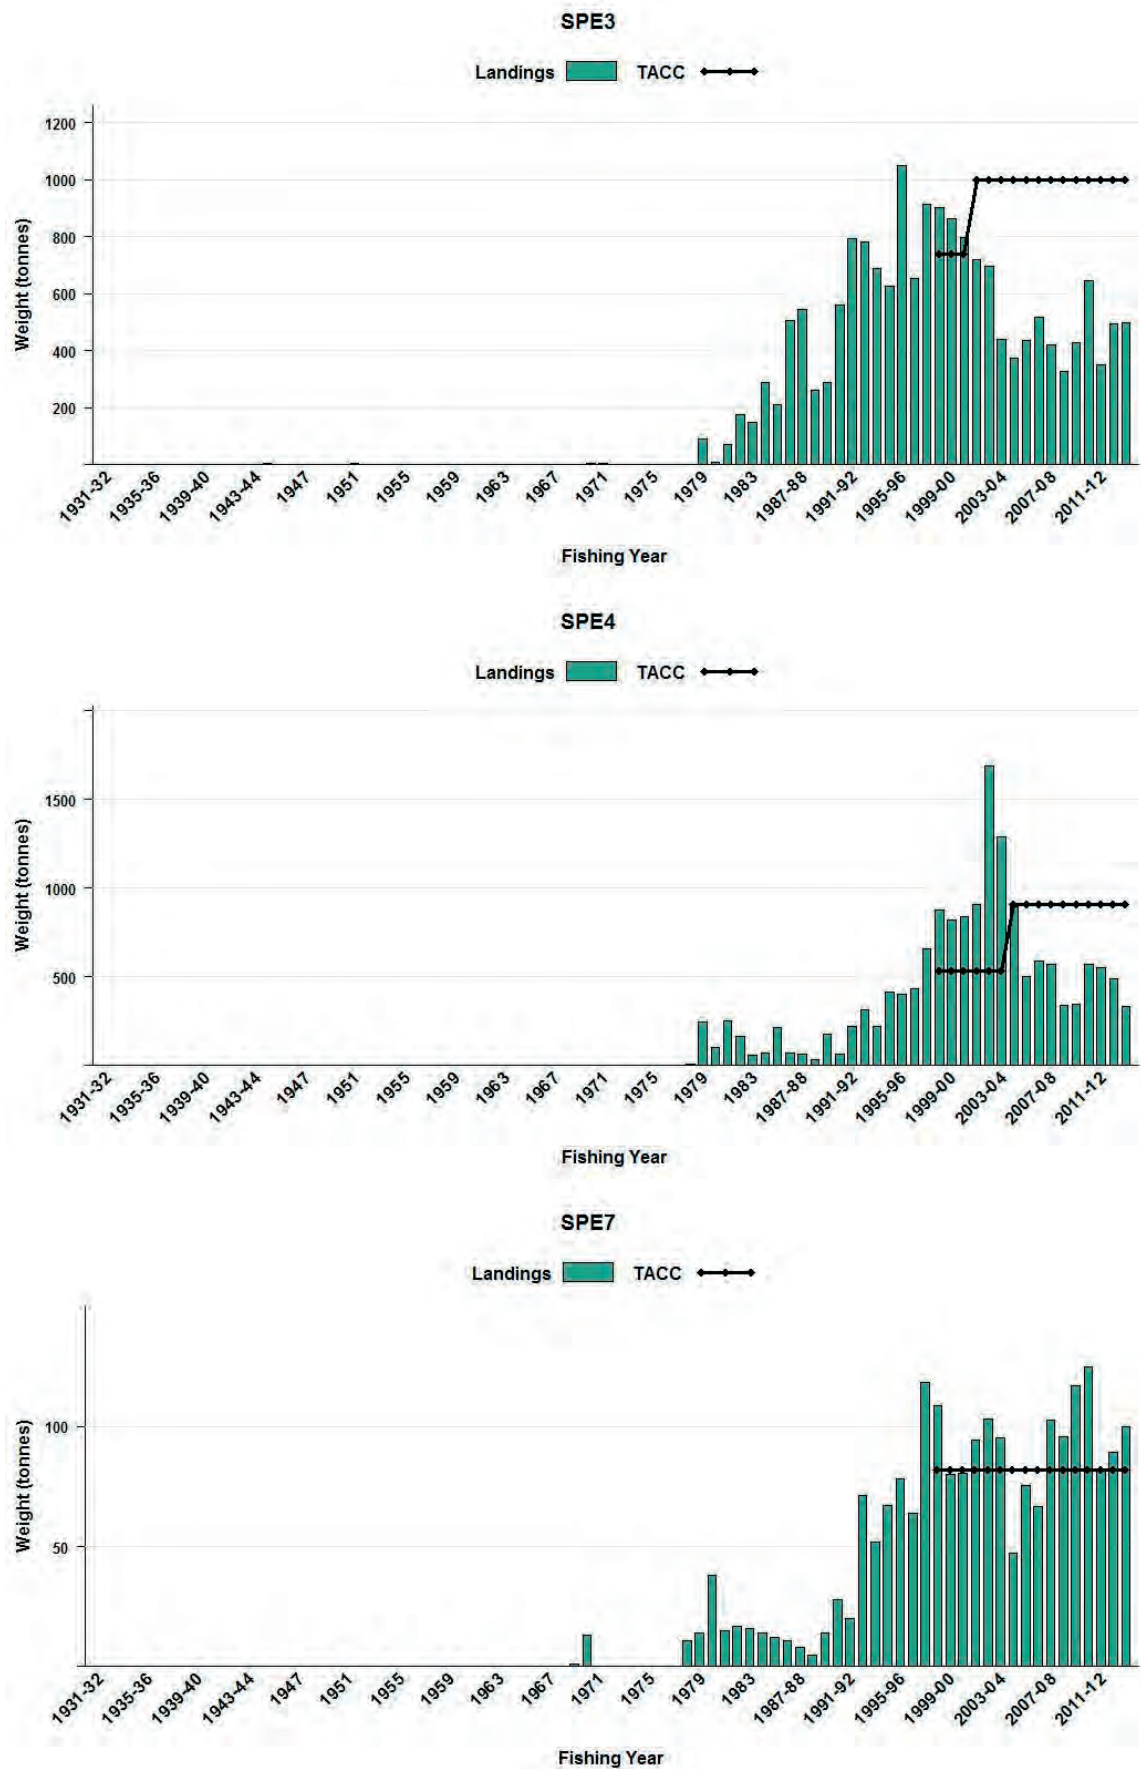 SPE3
Landings TACC
1200
1000
800
600
400
200
Weight (tonnes)
1931-32 1935-36 1939-40 1943-44 1947 1951 1955 1959 1963 1967 1971 1975 1979 1983 1987-88 1991-92 1995-96 1999-00 2003-04 2007-08 2011-12
Fishing Year
SPE4
Landings TACC
1500
1000
500
Weight (tonnes)
1931-32 1935-36 1939-40 1943-44 1947 1951 1955 1959 1963 1967 1971 1975 1979 1983 1987-88 1991-92 1995-96 1999-00 2003-04 2007-08 2011-12
Fishing Year
SPE7
Landings TACC
100
50
Weight (tonnes)
1931-32 1935-36 1939-40 1943-44 1947 1951 1955 1959 1963 1967 1971 1975 1979 1983 1987-88 1991-92 1995-96 1999-00 2003-04 2007-08 2011-12
Fishing Year